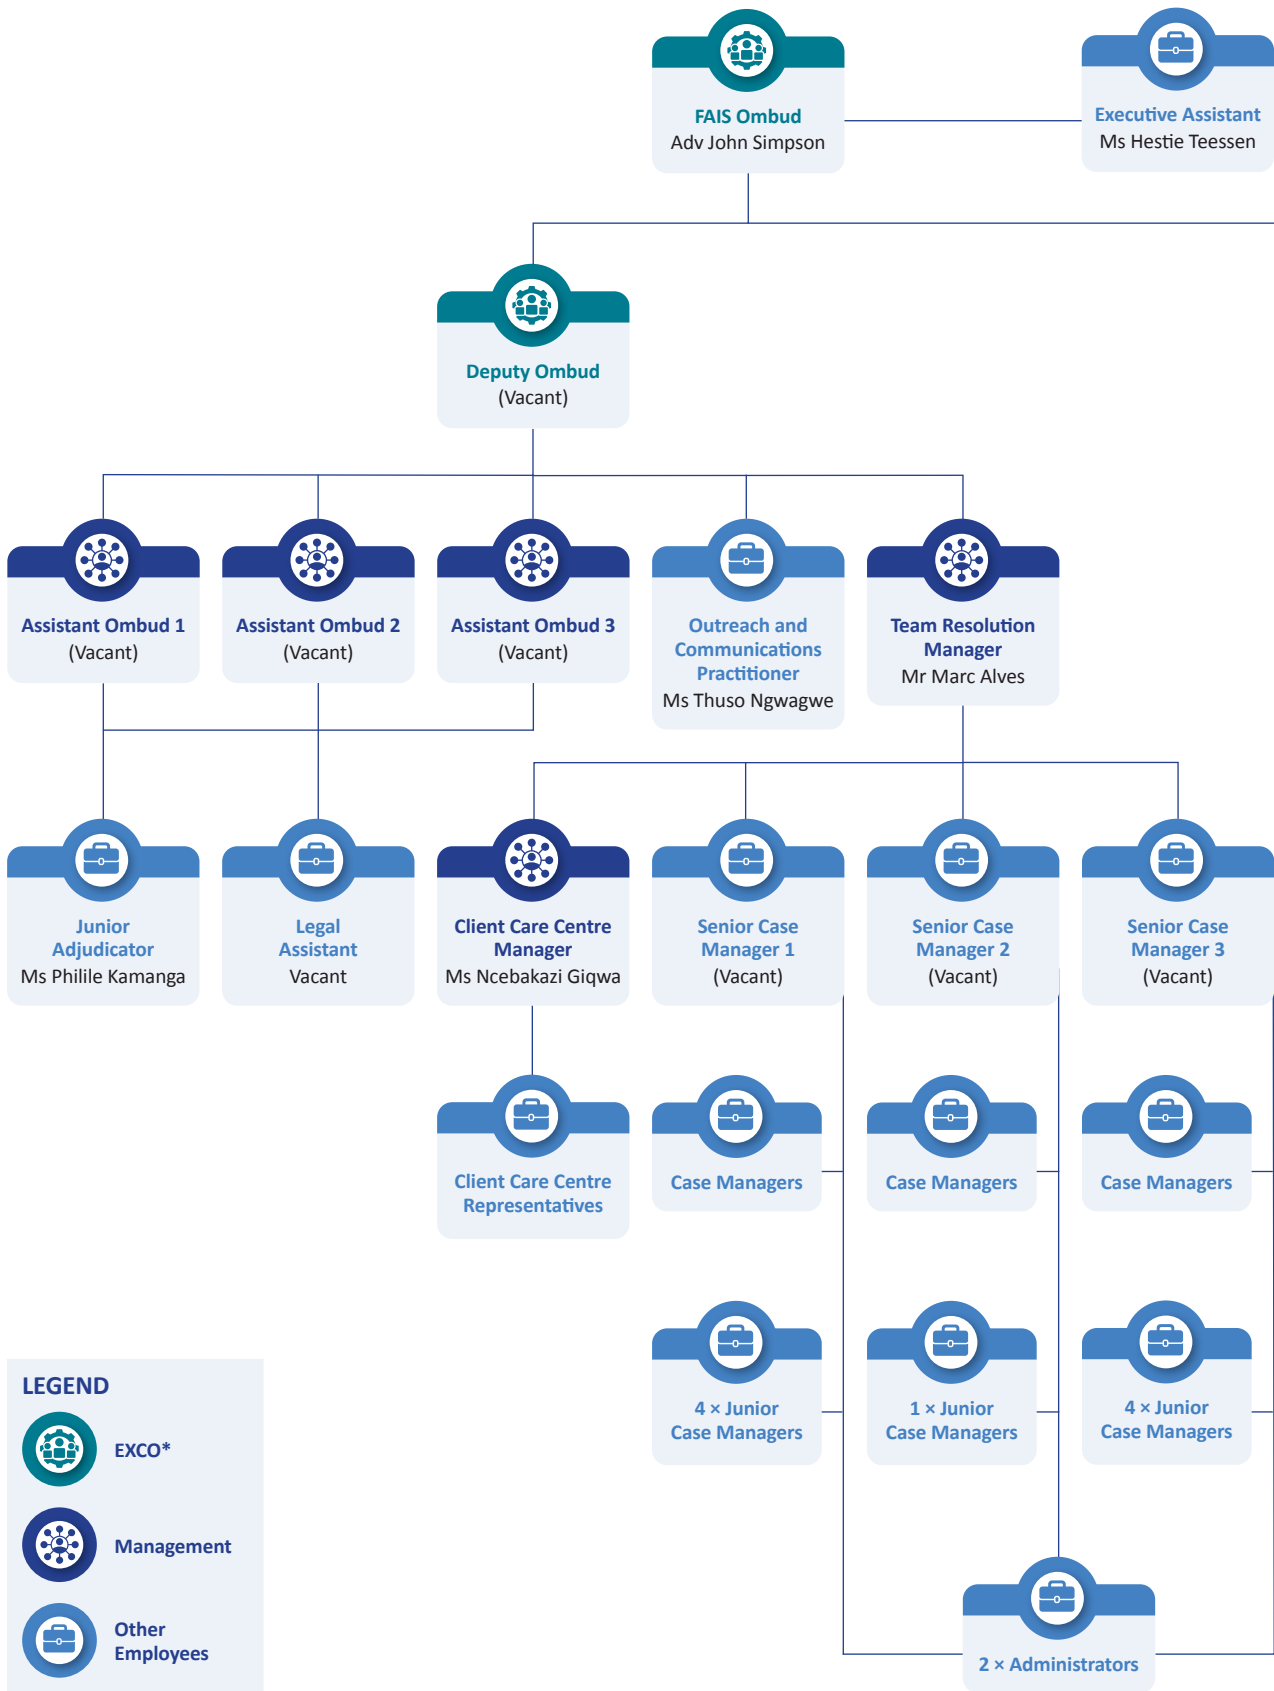 FAIS Ombud
Adv John Simpson
Executive Assistant
Ms Hestie Teessen
Deputy Ombud
(Vacant)
Assistant Ombud 1
(Vacant)
Assistant Ombud 2
(Vacant)
Assistant Ombud 3
(Vacant)
Outreach and
Communications
Practitioner
Ms Thuso Ngwagwe
Team Resolution
Manager
Mr Marc Alves
Junior
Adjudicator
Ms Philile Kamanga
Legal
Assistant
Vacant
Client Care Centre
Manager
Ms Ncebakazi Giqwa
Senior Case
Manager 1
(Vacant)
Senior Case
Manager 2
(Vacant)
Senior Case
Manager 3
(Vacant)
Client Care Centre
Representatives
Case Managers
Case Managers
Case Managers
4 × Junior
Case Managers
1 × Junior
Case Managers
4 × Junior
Case Managers
2 × Administrators
LEGEND
EXCO*
Management
Other
Employees